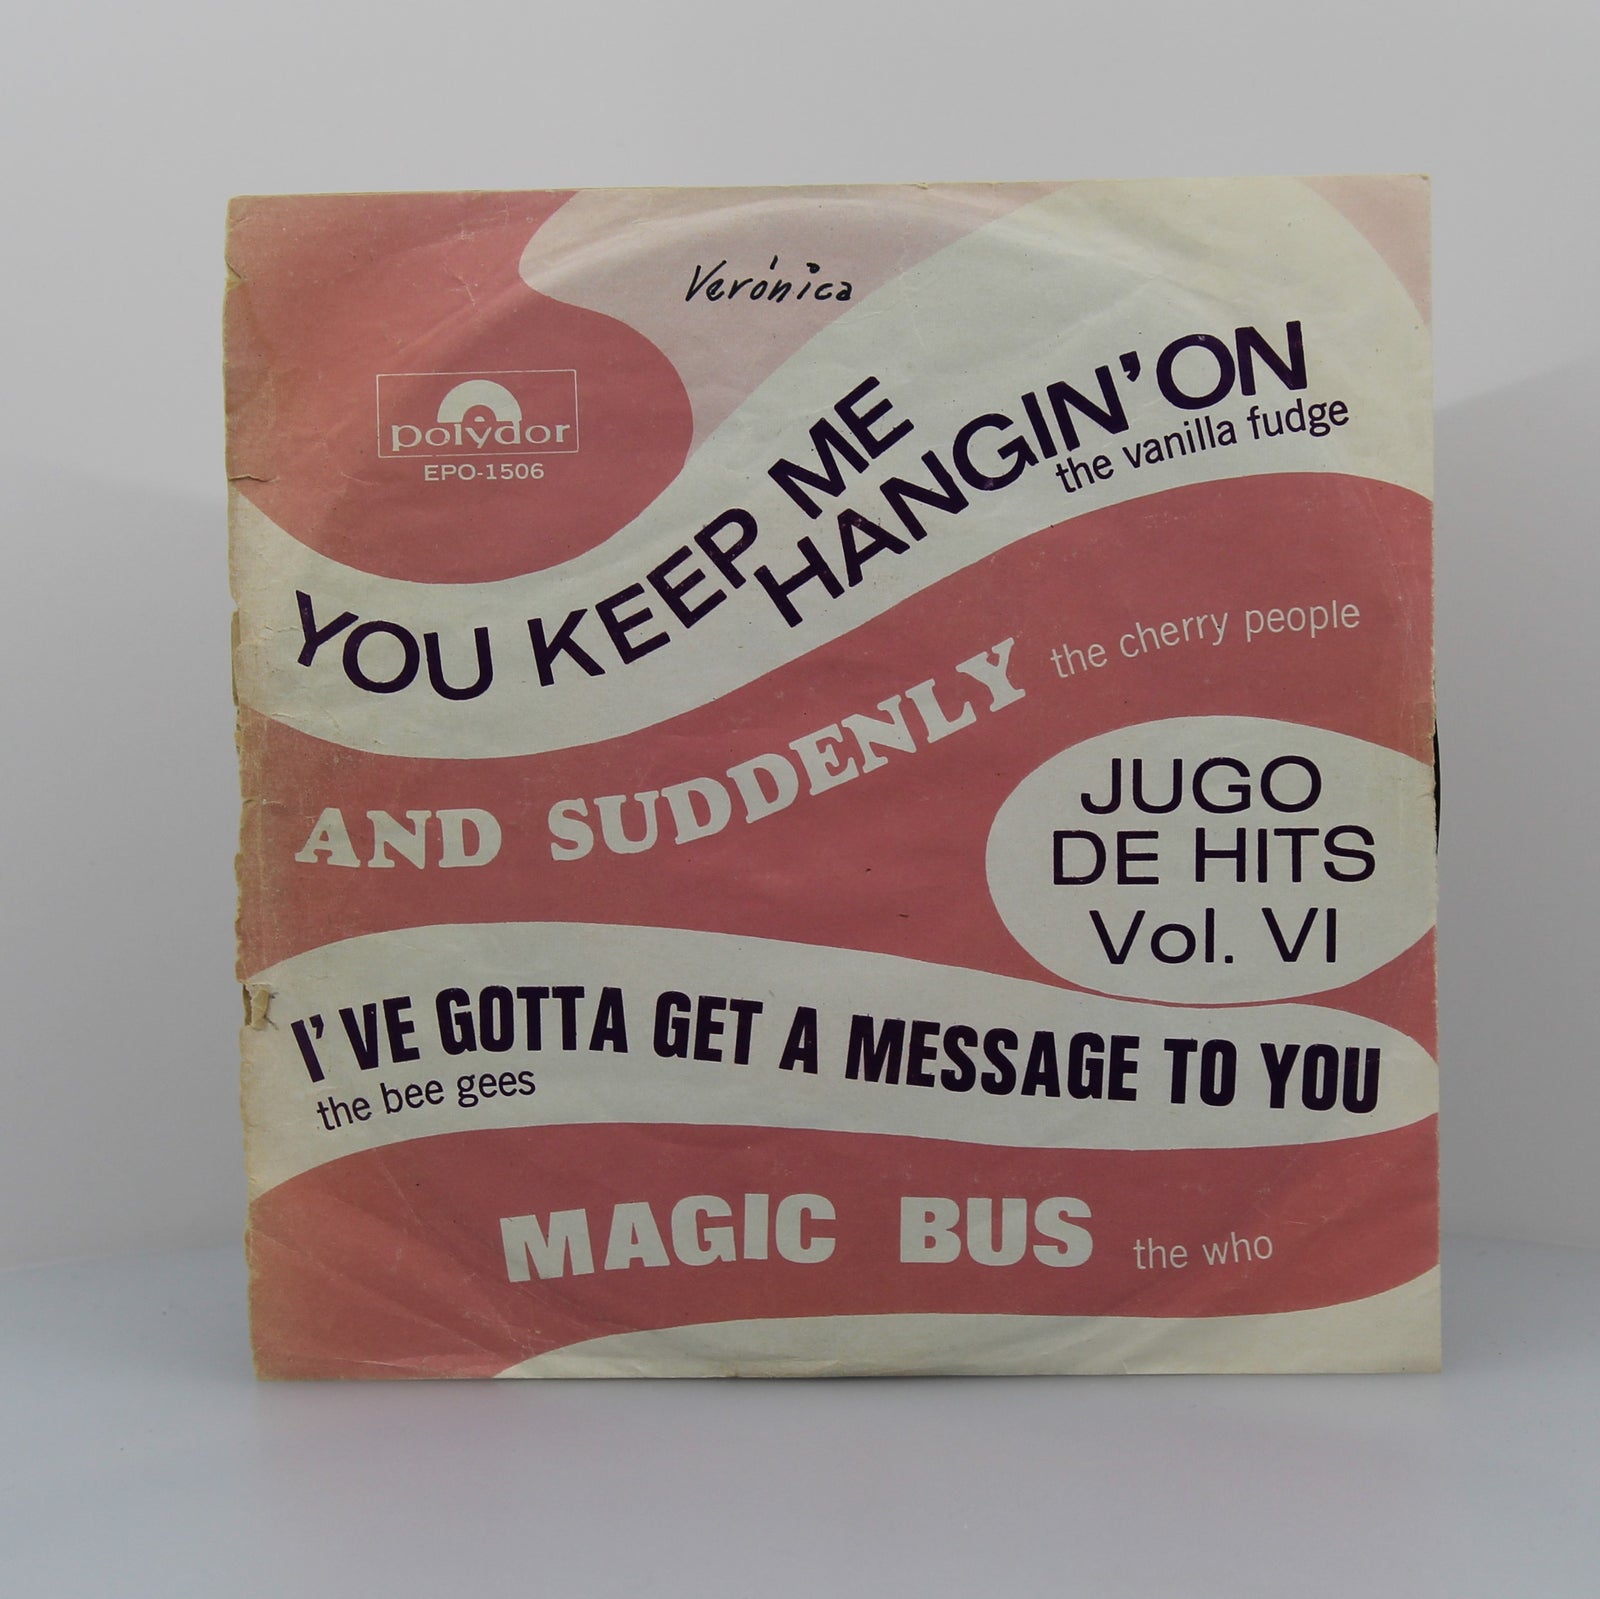 Verónica
polydor
EPO-1506
YOU KEEP ME
HANGIN' ON
the vanilla fudge
AND SUDDENLY the cherry people
JUGO
DE HITS
Vol. VI
I'VE GOTTA GET A MESSAGE TO YOU
the bee gees
MAGIC BUS the who